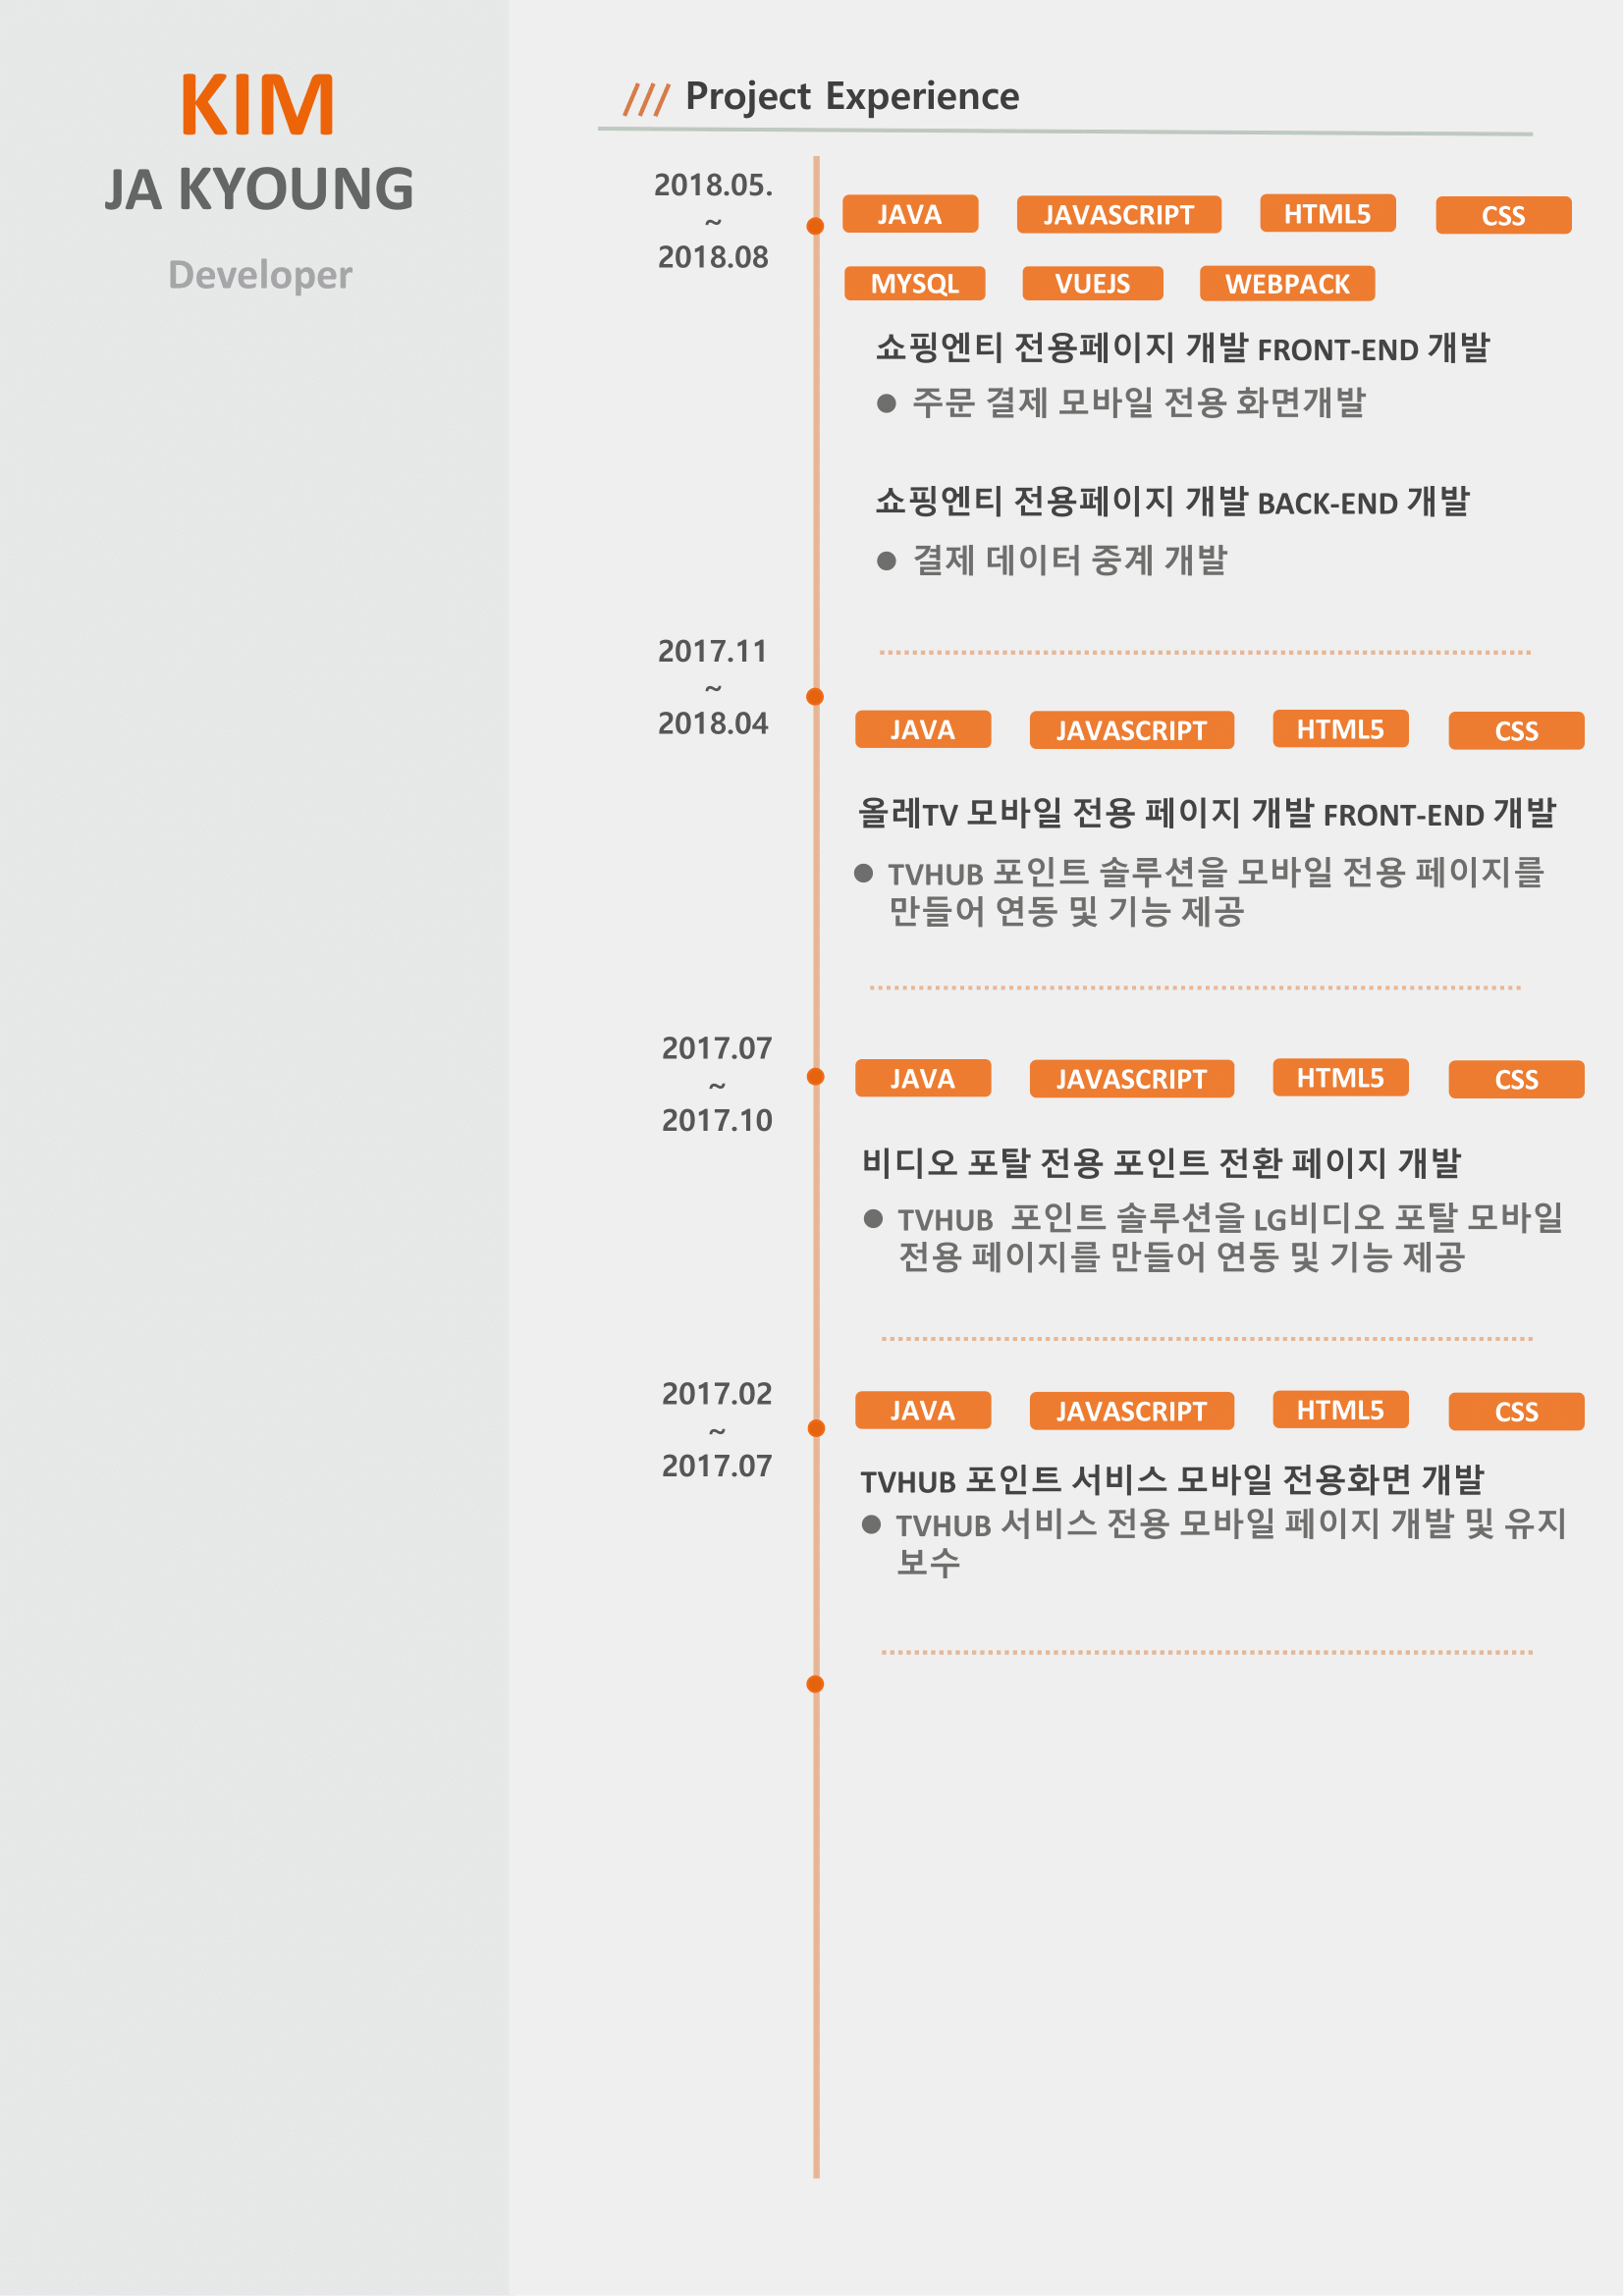 KIM
JA KYOUNG
Developer
/// Project Experience
2018.05.
~
2018.08
JAVA JAVASCRIPT HTML5 CSS
MYSQL VUEJS WEBPACK
쇼핑엔티 전용페이지 개발 FRONT-END 개발
● 주문 결제 모바일 전용 화면개발
쇼핑엔티 전용페이지 개발 BACK-END 개발
● 결제 데이터 중계 개발
2017.11
~
2018.04
JAVA JAVASCRIPT HTML5 CSS
올레TV 모바일 전용 페이지 개발 FRONT-END 개발
● TVHUB 포인트 솔루션을 모바일 전용 페이지를
만들어 연동 및 기능 제공
2017.07
~
2017.10
JAVA JAVASCRIPT HTML5 CSS
비디오 포탈 전용 포인트 전환 페이지 개발
● TVHUB 포인트 솔루션을 LG비디오 포탈 모바일
전용 페이지를 만들어 연동 및 기능 제공
2017.02
~
2017.07
JAVA JAVASCRIPT HTML5 CSS
TVHUB 포인트 서비스 모바일 전용화면 개발
● TVHUB 서비스 전용 모바일 페이지 개발 및 유지
보수